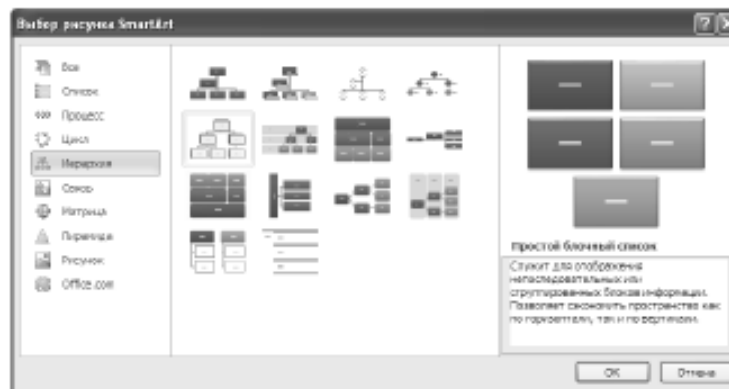 Выбор рисунка SmartArt
Все
Список
Процесс
Цикл
Иерархия
Связь
Матрица
Пирамида
Рисунок
Office.com
Простой блочный список
Служит для отображения
непоследовательных или
сгруппированных блоков информации.
Позволяет сэкономить пространство как
по горизонтали, так и по вертикали.
ОК
Отмена